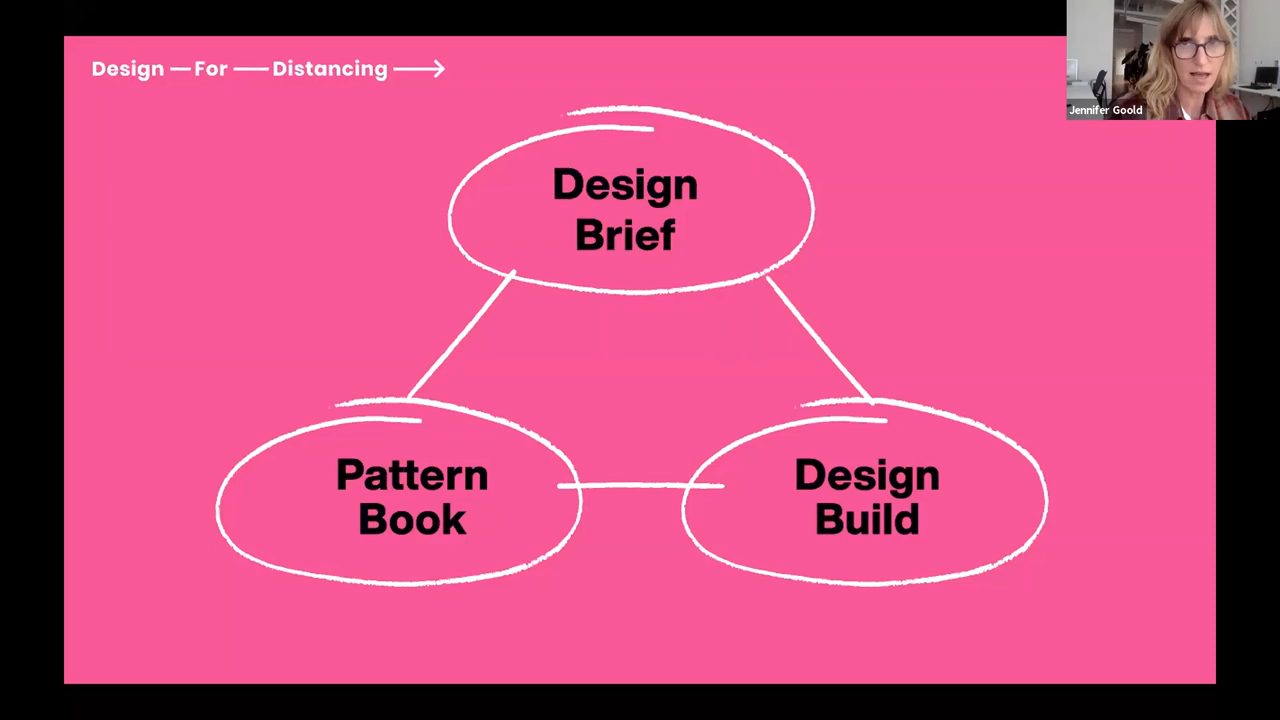 Design — For — Distancing →
Jennifer Goold
Design
Brief
Pattern
Book
Design
Build